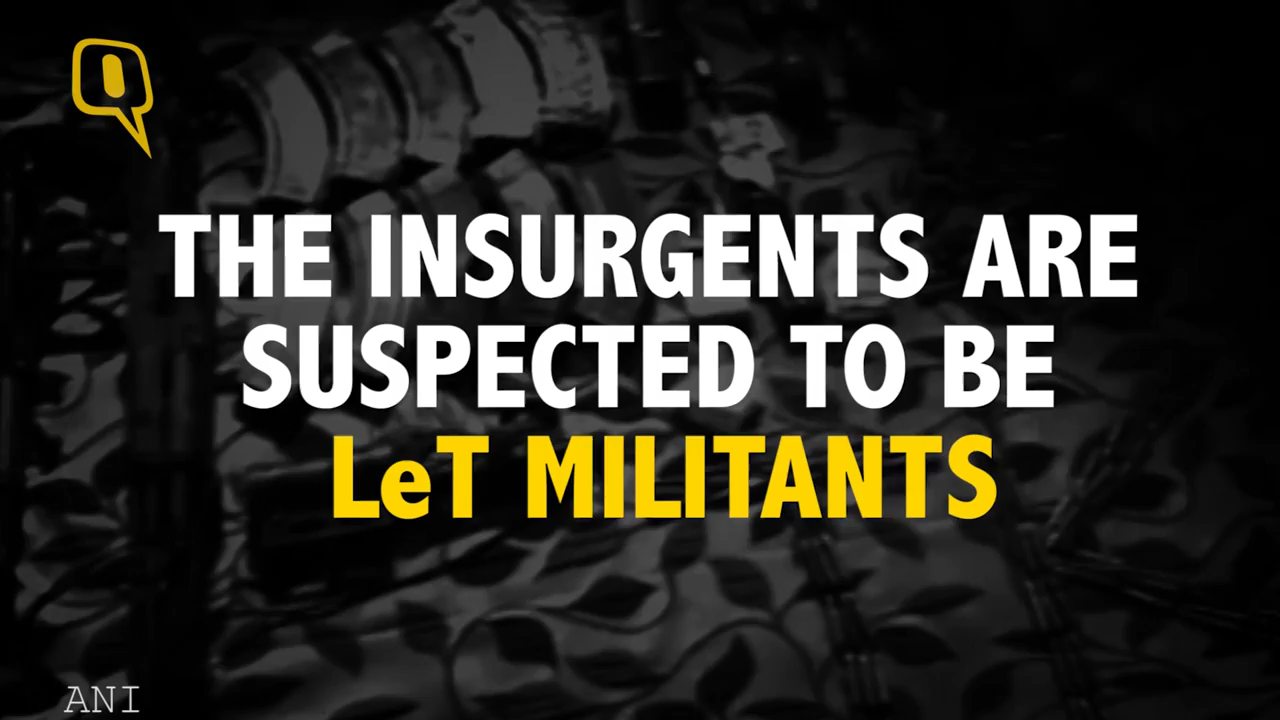 THE INSURGENTS ARE
SUSPECTED TO BE
LeT MILITANTS
ANI